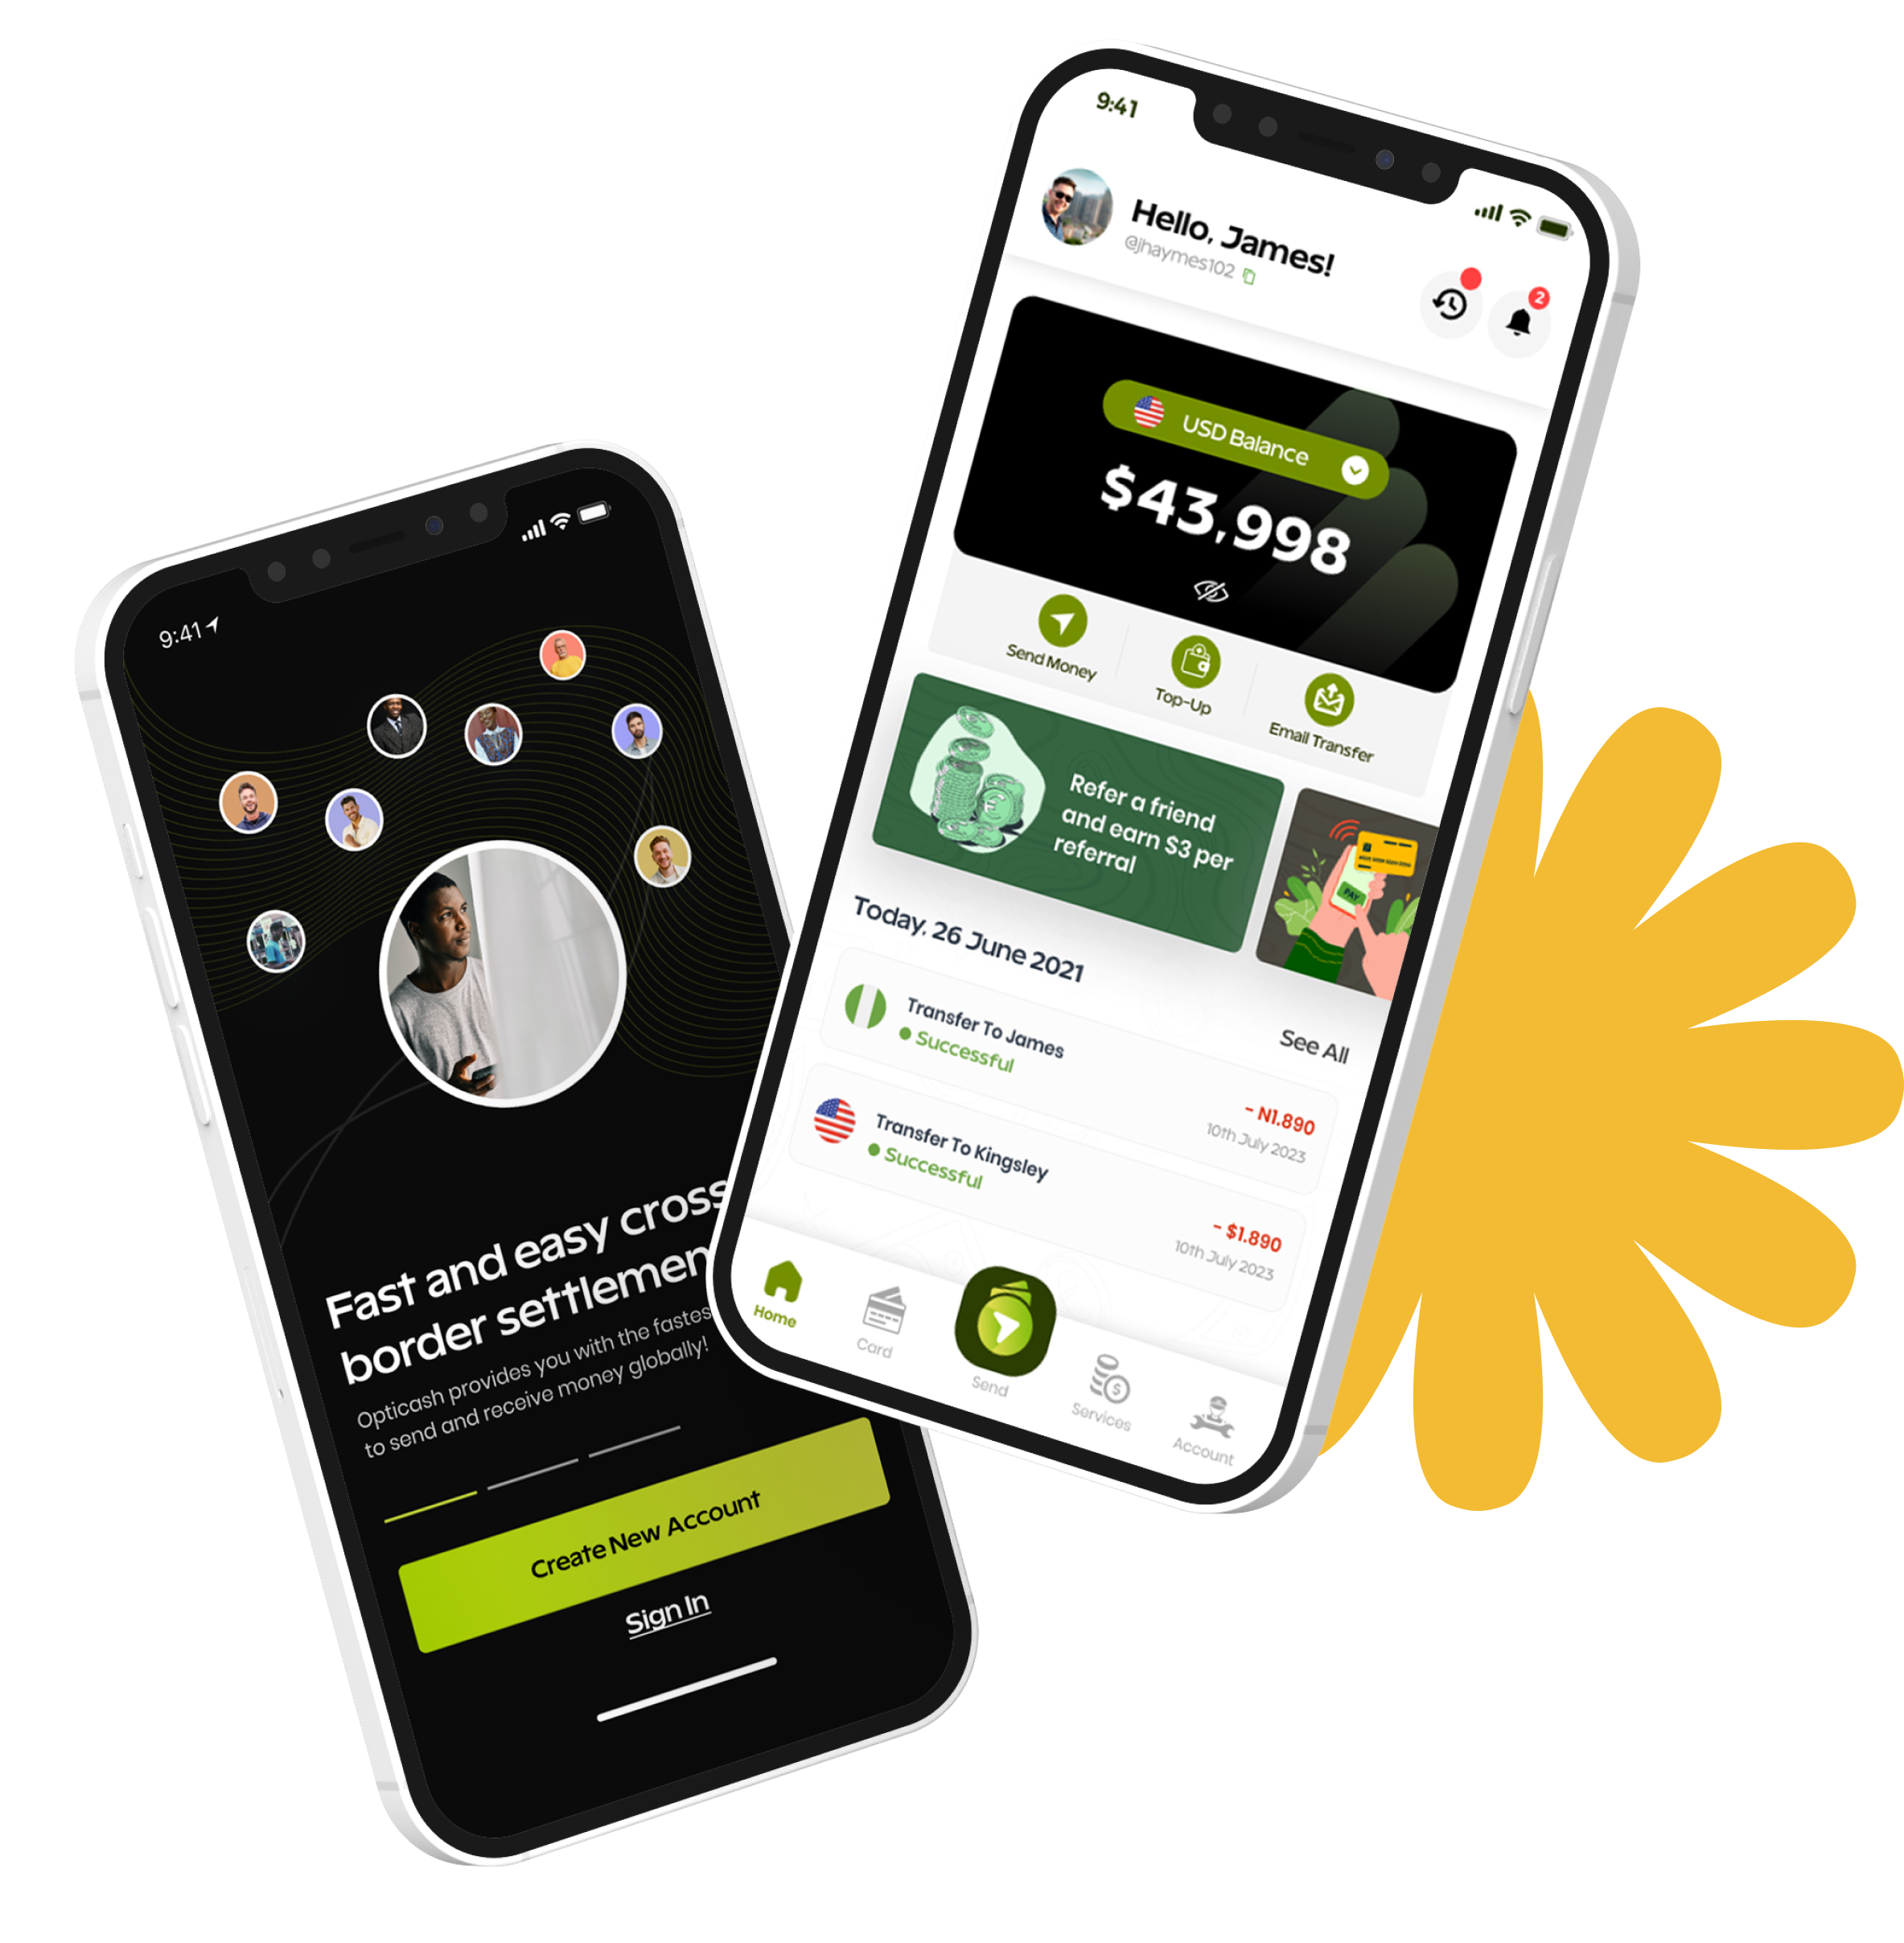 9:41
Fast and easy cross
border settlemen
Opticash provides you with the fastes
to send and receive money globally!
Create New Account
Sign In
9:41
Hello, James!
@jhaymes102
2
USD Balance
$43,998
Send Money
Top-Up
Email Transfer
Refer a friend
and earn $3 per
referral
PAY
Today, 26 June 2021
See All
Transfer To James
Successful
- N1.890
10th July 2023
Transfer To Kingsley
Successful
- $1.890
10th July 2023
Home
Card
Send
Services
Account